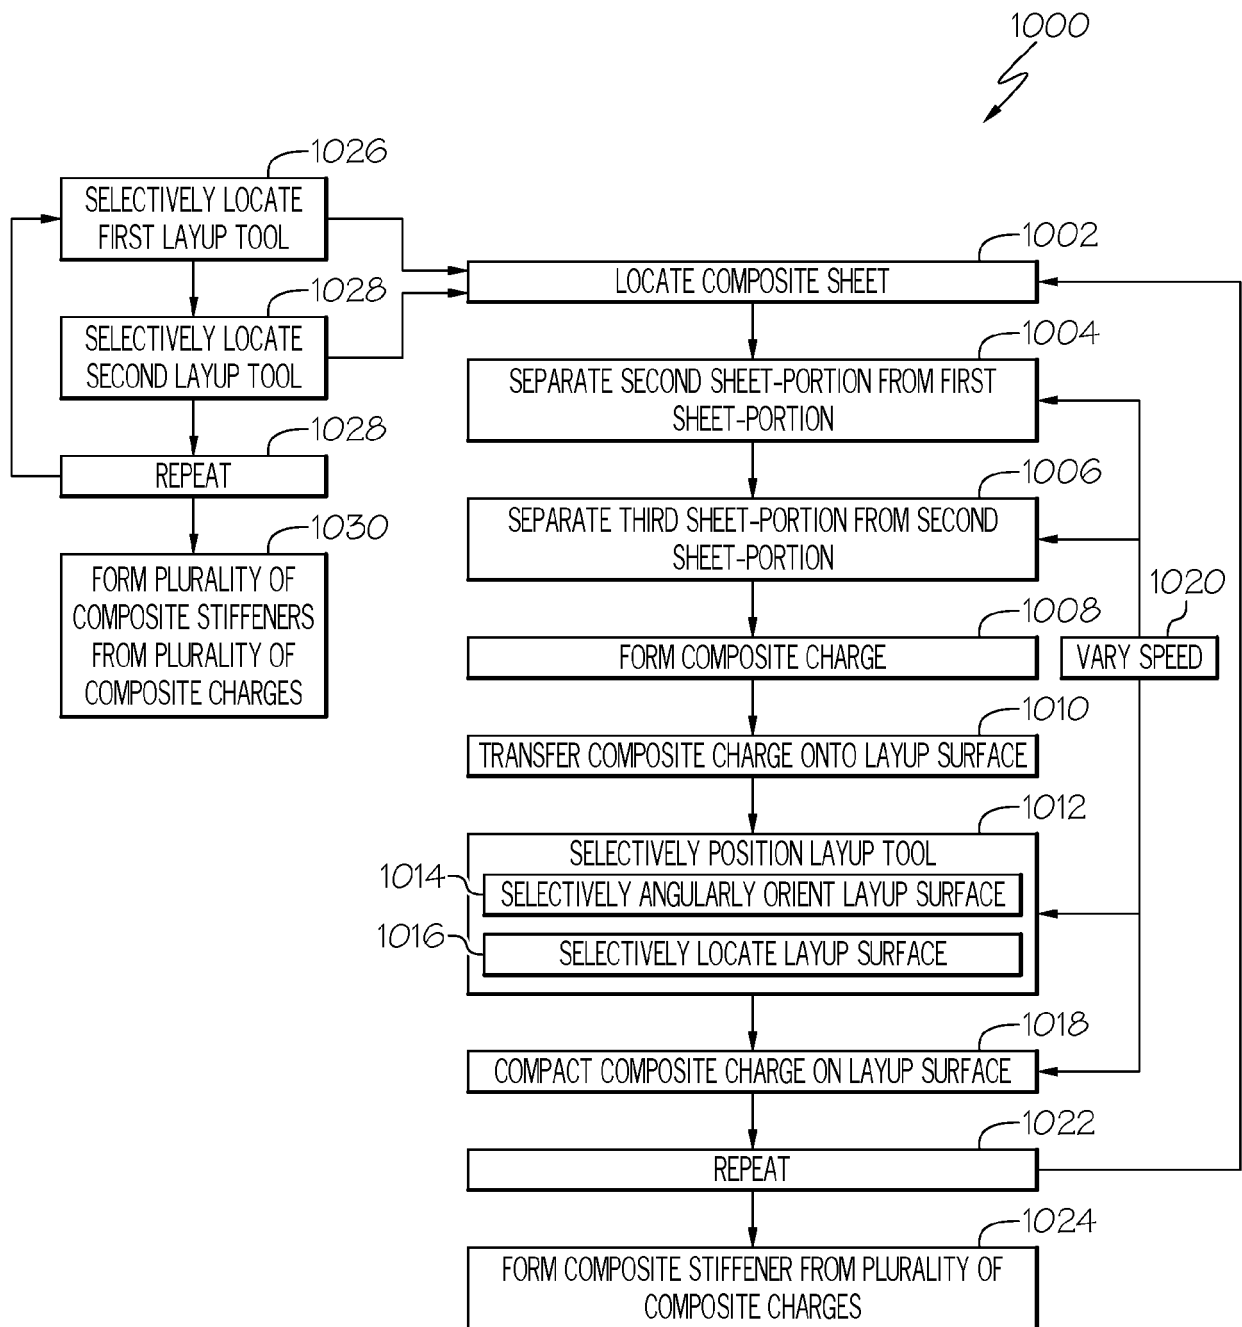 1000
1026
SELECTIVELY LOCATE
FIRST LAYUP TOOL
1028
SELECTIVELY LOCATE
SECOND LAYUP TOOL
1028
REPEAT
1030
FORM PLURALITY OF
COMPOSITE STIFFENERS
FROM PLURALITY OF
COMPOSITE CHARGES
1002
LOCATE COMPOSITE SHEET
1004
SEPARATE SECOND SHEET-PORTION FROM FIRST
SHEET-PORTION
1006
SEPARATE THIRD SHEET-PORTION FROM SECOND
SHEET-PORTION
1008
FORM COMPOSITE CHARGE
1020
VARY SPEED
1010
TRANSFER COMPOSITE CHARGE ONTO LAYUP SURFACE
1012
SELECTIVELY POSITION LAYUP TOOL
1014
SELECTIVELY ANGULARLY ORIENT LAYUP SURFACE
1016
SELECTIVELY LOCATE LAYUP SURFACE
1018
COMPACT COMPOSITE CHARGE ON LAYUP SURFACE
1022
REPEAT
1024
FORM COMPOSITE STIFFENER FROM PLURALITY OF
COMPOSITE CHARGES